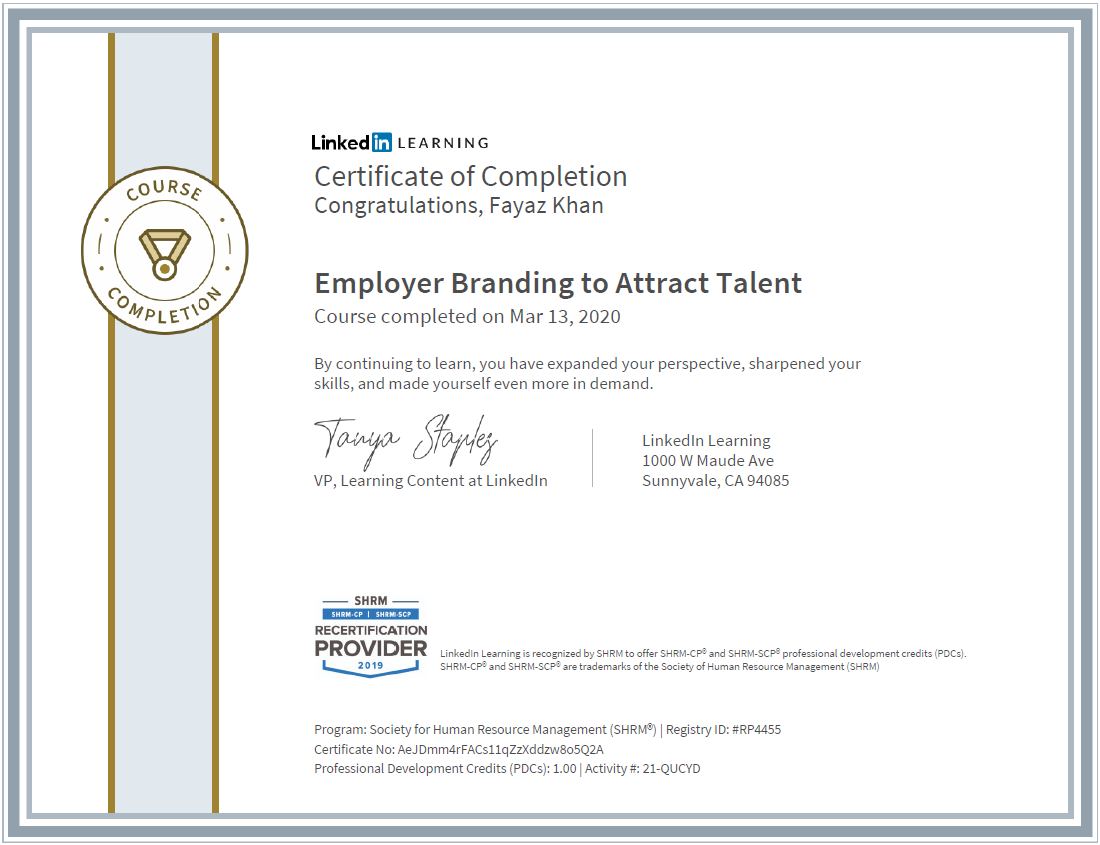 COURSE
COMPLETION
Linked in LEARNING
Certificate of Completion
Congratulations, Fayaz Khan
Employer Branding to Attract Talent
Course completed on Mar 13, 2020
By continuing to learn, you have expanded your perspective, sharpened your
skills, and made yourself even more in demand.
Tanya Staples
VP, Learning Content at LinkedIn
LinkedIn Learning
1000 W Maude Ave
Sunnyvale, CA 94085
SHRM
SHRM-CP | SHRM-SCP
RECERTIFICATION
PROVIDER
2019
LinkedIn Learning is recognized by SHRM to offer SHRM-CP® and SHRM-SCP® professional development credits (PDCs).
SHRM-CP® and SHRM-SCP® are trademarks of the Society of Human Resource Management (SHRM)
Program: Society for Human Resource Management (SHRM®) | Registry ID: #RP4455
Certificate No: AeJDmm4rFACs11qZzXddzw8o5Q2A
Professional Development Credits (PDCs): 1.00 | Activity #: 21-QUCYD